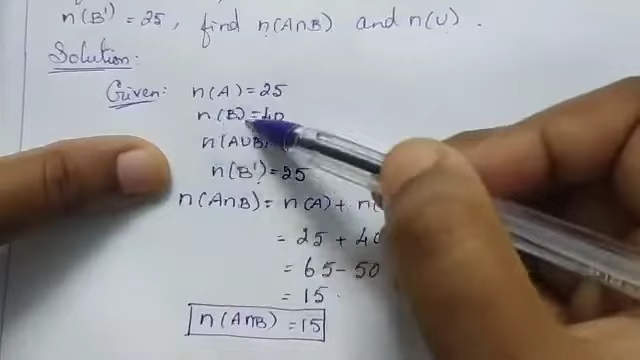 n(B') = 25, find n(A∩B) and n(U).
Solution:
Given: n(A) = 25
n(B) = 40
n(A∪B
n(B') = 25
n(A∩B) = n(A) + n(
= 25 + 40
= 65 - 50
= 15.
n(A∩B) = 15